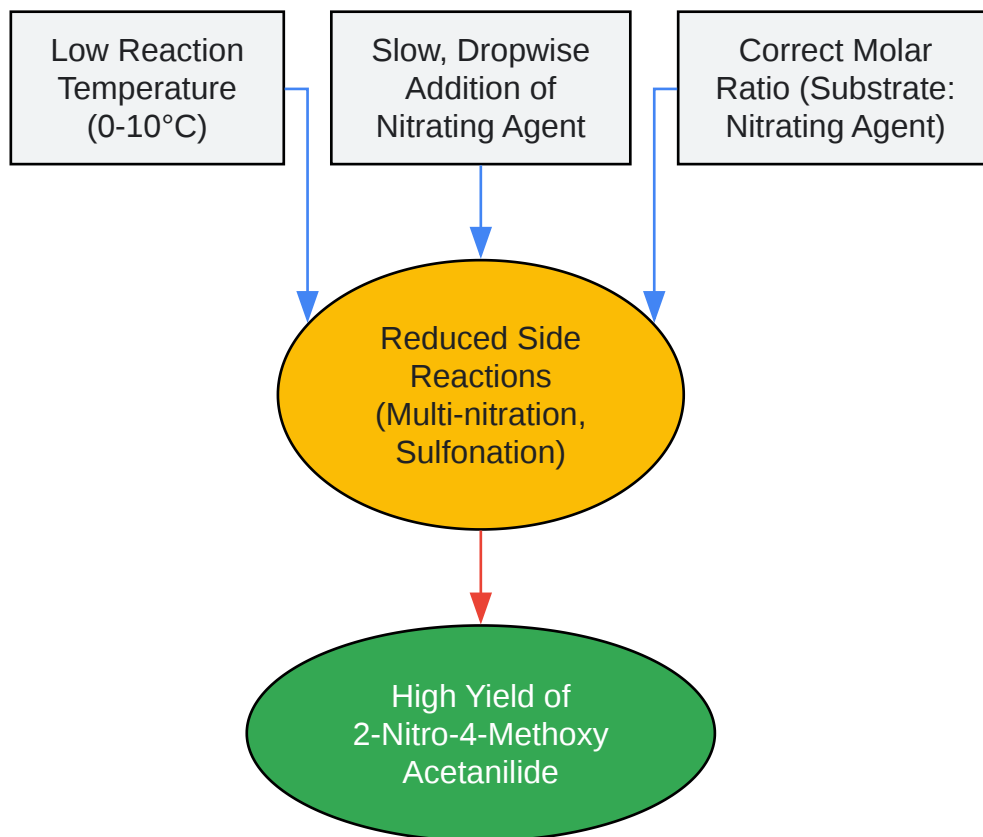 Low Reaction
Temperature
(0-10°C)
Slow, Dropwise
Addition of
Nitrating Agent
Correct Molar
Ratio (Substrate:
Nitrating Agent)
Reduced Side
Reactions
(Multi-nitration,
Sulfonation)
High Yield of
2-Nitro-4-Methoxy
Acetanilide